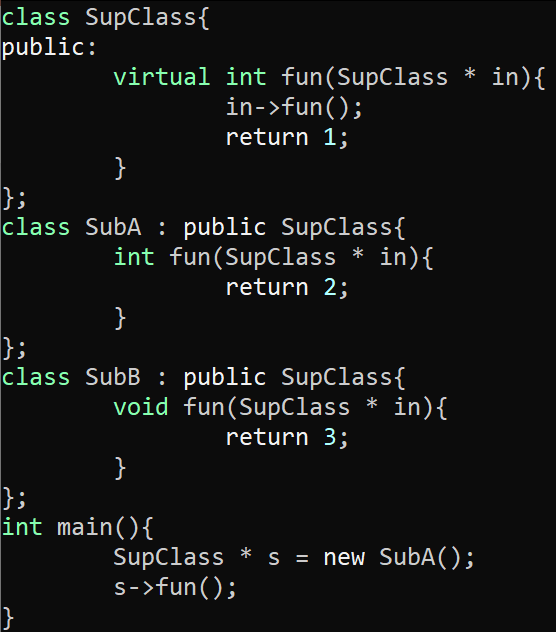 class SupClass{
public:
        virtual int fun(SupClass * in){
                in->fun();
                return 1;
        }
};
class SubA : public SupClass{
        int fun(SupClass * in){
                return 2;
        }
};
class SubB : public SupClass{
        void fun(SupClass * in){
                return 3;
        }
};
int main(){
        SupClass * s = new SubA();
        s->fun();
}